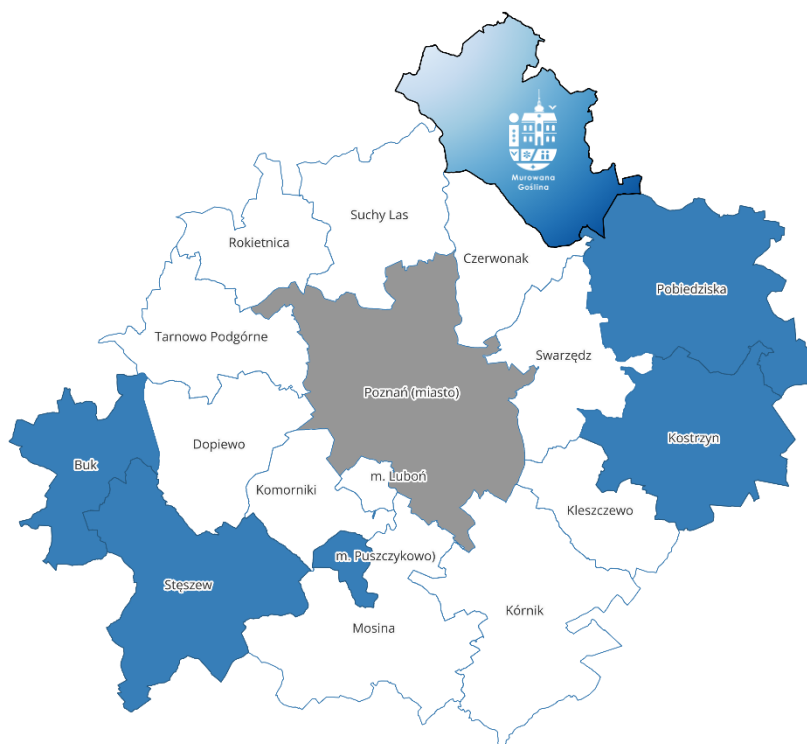 Murowana
Goślina
Suchy Las
Rokietnica
Czerwonak
Pobiedziska
Tarnowo Podgórne
Swarzędz
Poznań (miasto)
Kostrzyn
Dopiewo
Buk
m. Luboń
Komorniki
Kleszczewo
m. Puszczykowo)
Stęszew
Kórnik
Mosina